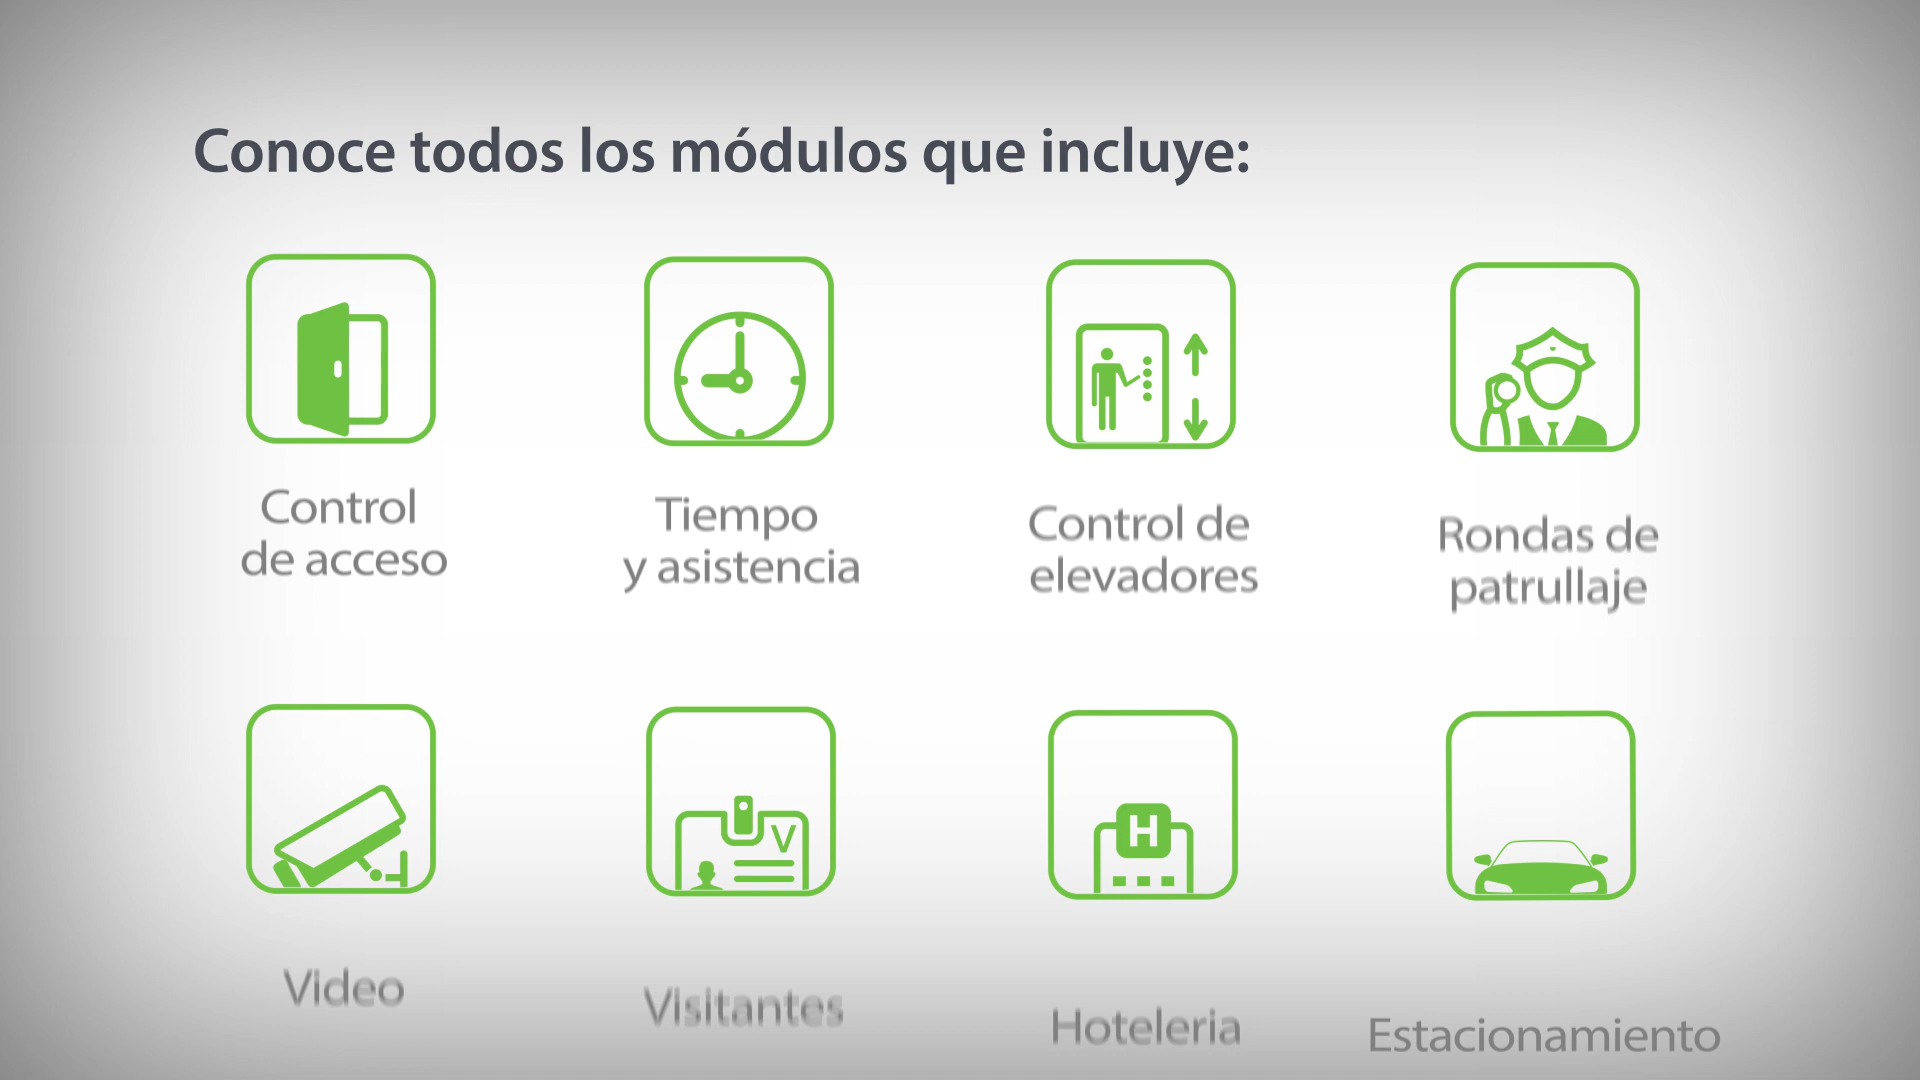 Conoce todos los módulos que incluye:
Control
de acceso
Tiempo
y asistencia
Control de
elevadores
Rondas de
patrullaje
V
H
Video
Visitantes
Hoteleria
Estacionamiento